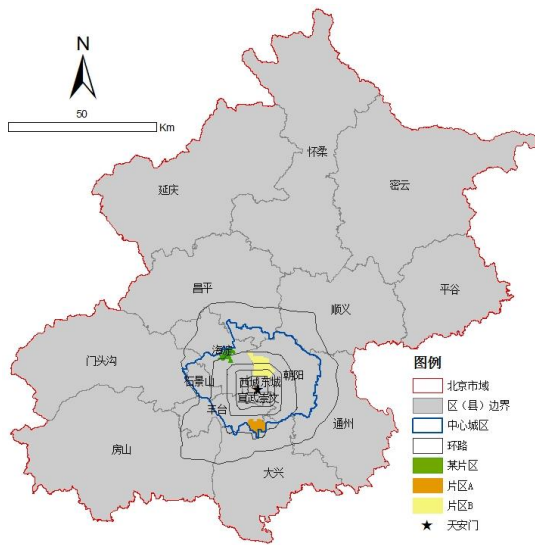 N
50
Km
怀柔
密云
延庆
昌平
顺义
平谷
海淀
门头沟
石景山
西城东城
朝阳
宣武崇文
丰台
通州
房山
大兴
图例
北京市域
区（县）边界
中心城区
环路
某片区
片区A
片区B
天安门